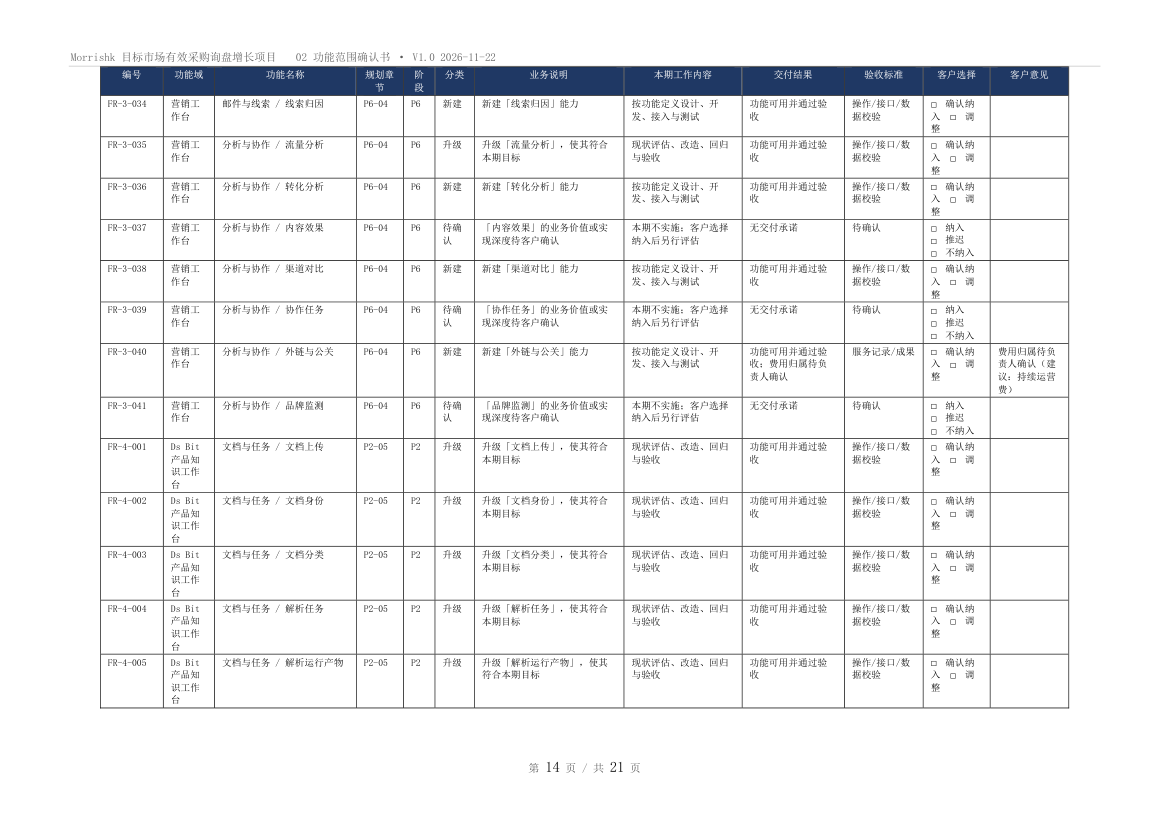 Morrishk 目标市场有效采购询盘增长项目 02 功能范围确认书 • V1.0 2026-11-22
编号 功能域 功能名称 规划章节 阶段 分类 业务说明 本期工作内容 交付结果 验收标准 客户选择 客户意见
FR-3-034 营销工作台 邮件与线索 / 线索归因 P6-04 P6 新建 新建「线索归因」能力 按功能定义设计、开发、接入与测试 功能可用并通过验收 操作/接口/数据校验 □ 确认纳入 □ 调整
FR-3-035 营销工作台 分析与协作 / 流量分析 P6-04 P6 升级 升级「流量分析」，使其符合本期目标 现状评估、改造、回归与验收 功能可用并通过验收 操作/接口/数据校验 □ 确认纳入 □ 调整
FR-3-036 营销工作台 分析与协作 / 转化分析 P6-04 P6 新建 新建「转化分析」能力 按功能定义设计、开发、接入与测试 功能可用并通过验收 操作/接口/数据校验 □ 确认纳入 □ 调整
FR-3-037 营销工作台 分析与协作 / 内容效果 P6-04 P6 待确认 「内容效果」的业务价值或实现深度待客户确认 本期不实施；客户选择纳入后另行评估 无交付承诺 待确认 □ 纳入 □ 推迟 □ 不纳入
FR-3-038 营销工作台 分析与协作 / 渠道对比 P6-04 P6 新建 新建「渠道对比」能力 按功能定义设计、开发、接入与测试 功能可用并通过验收 操作/接口/数据校验 □ 确认纳入 □ 调整
FR-3-039 营销工作台 分析与协作 / 协作任务 P6-04 P6 待确认 「协作任务」的业务价值或实现深度待客户确认 本期不实施；客户选择纳入后另行评估 无交付承诺 待确认 □ 纳入 □ 推迟 □ 不纳入
FR-3-040 营销工作台 分析与协作 / 外链与公关 P6-04 P6 新建 新建「外链与公关」能力 按功能定义设计、开发、接入与测试 功能可用并通过验收；费用归属待负责人确认 服务记录/成果 □ 确认纳入 □ 调整 费用归属待负责人确认（建议：持续运营费）
FR-3-041 营销工作台 分析与协作 / 品牌监测 P6-04 P6 待确认 「品牌监测」的业务价值或实现深度待客户确认 本期不实施；客户选择纳入后另行评估 无交付承诺 待确认 □ 纳入 □ 推迟 □ 不纳入
FR-4-001 Ds Bit 产品知识工作台 文档与任务 / 文档上传 P2-05 P2 升级 升级「文档上传」，使其符合本期目标 现状评估、改造、回归与验收 功能可用并通过验收 操作/接口/数据校验 □ 确认纳入 □ 调整
FR-4-002 Ds Bit 产品知识工作台 文档与任务 / 文档身份 P2-05 P2 升级 升级「文档身份」，使其符合本期目标 现状评估、改造、回归与验收 功能可用并通过验收 操作/接口/数据校验 □ 确认纳入 □ 调整
FR-4-003 Ds Bit 产品知识工作台 文档与任务 / 文档分类 P2-05 P2 升级 升级「文档分类」，使其符合本期目标 现状评估、改造、回归与验收 功能可用并通过验收 操作/接口/数据校验 □ 确认纳入 □ 调整
FR-4-004 Ds Bit 产品知识工作台 文档与任务 / 解析任务 P2-05 P2 升级 升级「解析任务」，使其符合本期目标 现状评估、改造、回归与验收 功能可用并通过验收 操作/接口/数据校验 □ 确认纳入 □ 调整
FR-4-005 Ds Bit 产品知识工作台 文档与任务 / 解析运行产物 P2-05 P2 升级 升级「解析运行产物」，使其符合本期目标 现状评估、改造、回归与验收 功能可用并通过验收 操作/接口/数据校验 □ 确认纳入 □ 调整
第 14 页 / 共 21 页